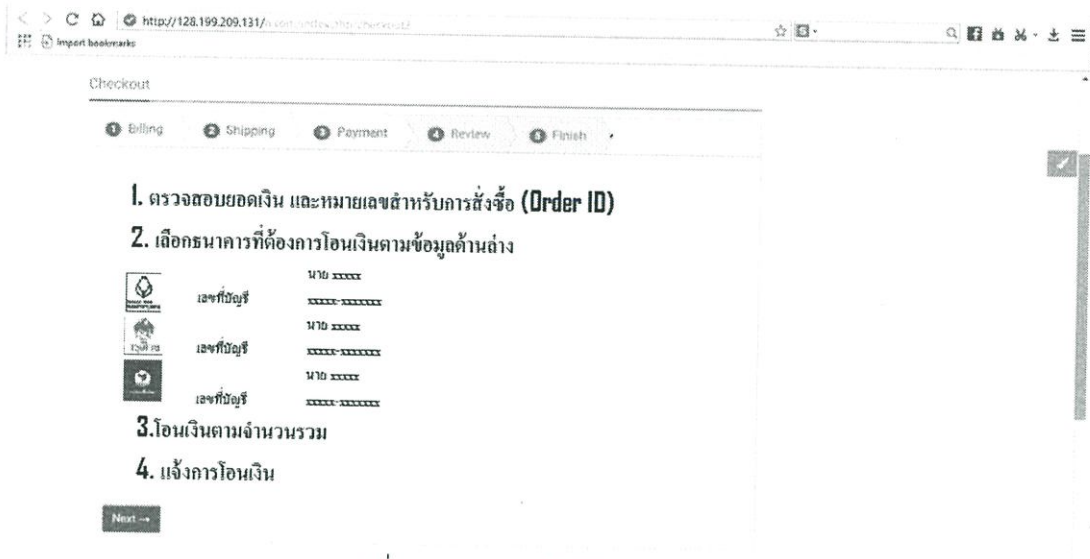 http://128.199.209.131/
Import bookmarks
Checkout
1 Billing 2 Shipping 3 Payment 4 Review 5 Finish
1. ตรวจสอบยอดเงิน และหมายเลขสำหรับการสั่งซื้อ (Order ID)
2. เลือกธนาคารที่ต้องการโอนเงินตามข้อมูลด้านล่าง
นาย xxxxx
เลขที่บัญชี xxxxx-xxxxxxx
นาย xxxxx
เลขที่บัญชี xxxxx-xxxxxxx
นาย xxxxx
เลขที่บัญชี xxxxx-xxxxxxx
3.โอนเงินตามจำนวนรวม
4. แจ้งการโอนเงิน
Next →